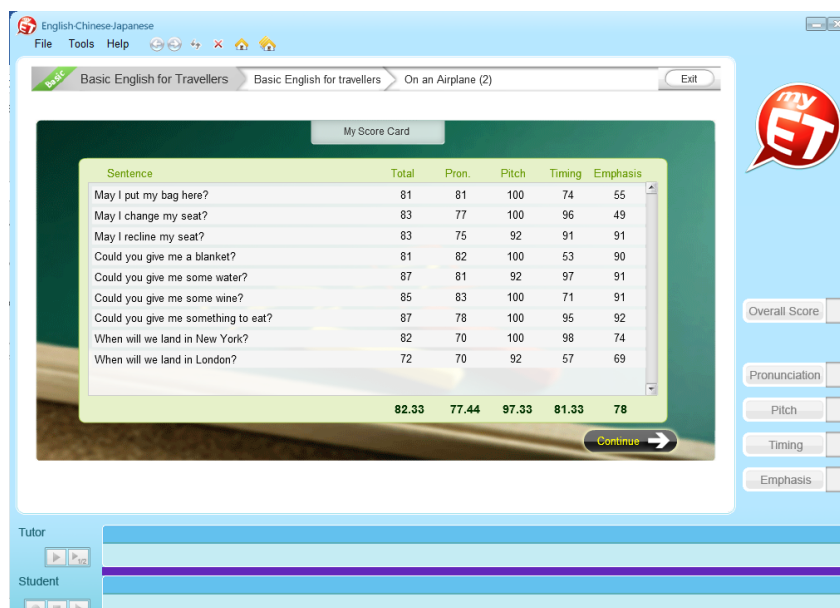 English-Chinese-Japanese
File Tools Help
Basic
Basic English for Travellers
Basic English for travellers
On an Airplane (2)
Exit
my
ET
My Score Card
Sentence Total Pron. Pitch Timing Emphasis
May I put my bag here? 81 81 100 74 55
May I change my seat? 83 77 100 96 49
May I recline my seat? 83 75 92 91 91
Could you give me a blanket? 81 82 100 53 90
Could you give me some water? 87 81 92 97 91
Could you give me some wine? 85 83 100 71 91
Could you give me something to eat? 87 78 100 95 92
When will we land in New York? 82 70 100 98 74
When will we land in London? 72 70 92 57 69
82.33 77.44 97.33 81.33 78
Continue
Overall Score
Pronunciation
Pitch
Timing
Emphasis
Tutor
1/2
Student